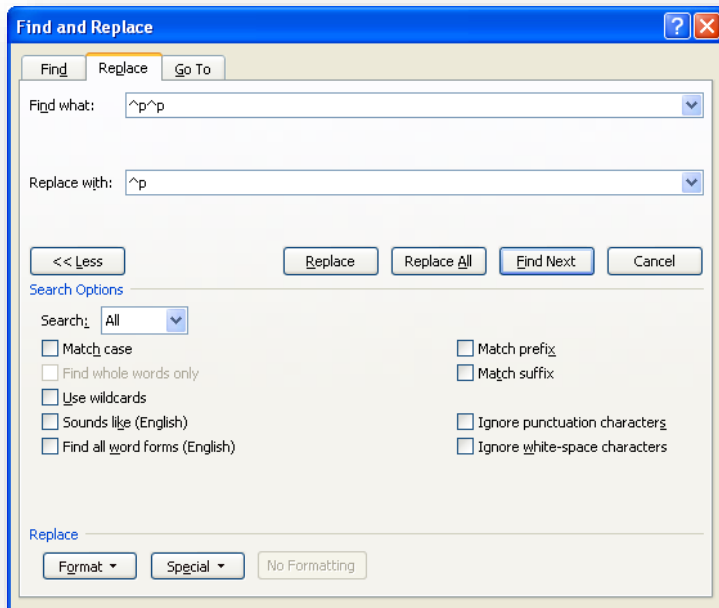 Find and Replace
Find Replace Go To
Find what: ^p^p
Replace with: ^p
<< Less Replace Replace All Find Next Cancel
Search Options
Search: All
Match case Match prefix
Find whole words only Match suffix
Use wildcards
Sounds like (English) Ignore punctuation characters
Find all word forms (English) Ignore white-space characters
Replace
Format Special No Formatting